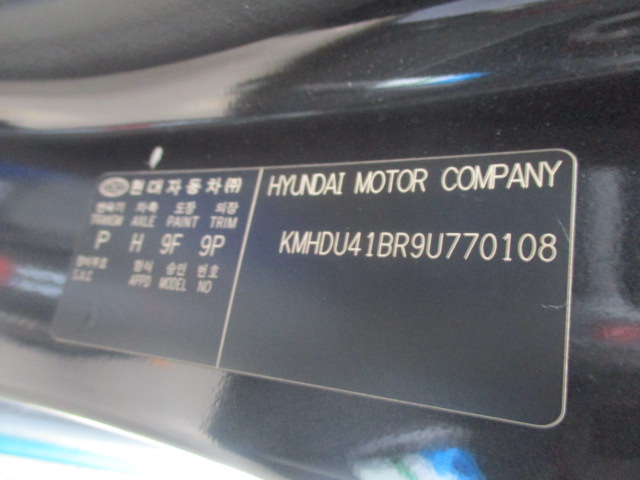 현대자동차(주)
변속기 차축 도장 외장
TRANSM AXLE PAINT TRIM
P H 9F 9P
형식 승인 번호
APPD MODEL NO
HYUNDAI MOTOR COMPANY
KMHDU41BR9U770108